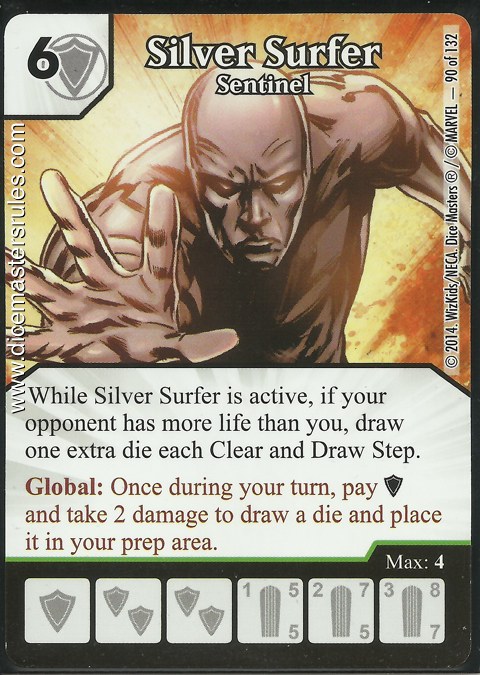 6
Silver Surfer
Sentinel
www.dicemastersrules.com
© 2014. WizKids/NECA. Dice Masters ® / © MARVEL — 90 of 132
While Silver Surfer is active, if your
opponent has more life than you, draw
one extra die each Clear and Draw Step.
Global: Once during your turn, pay
and take 2 damage to draw a die and place
it in your prep area.
Max: 4
1 5 5
2 7 5
3 8 7